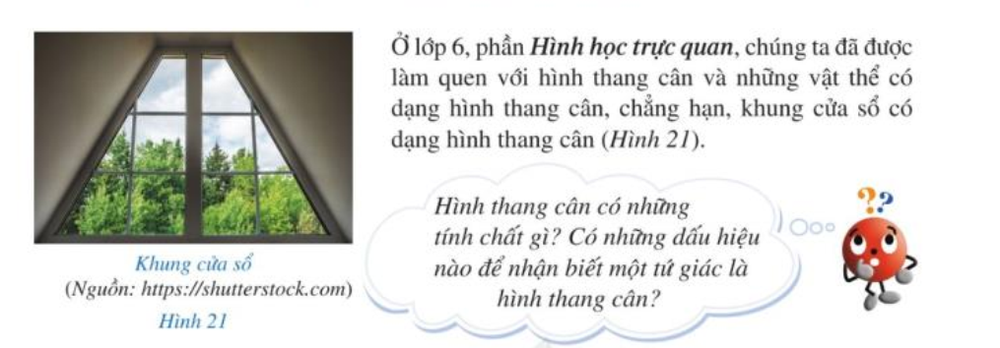 Ở lớp 6, phần Hình học trực quan, chúng ta đã được
làm quen với hình thang cân và những vật thể có
dạng hình thang cân, chẳng hạn, khung cửa sổ có
dạng hình thang cân (Hình 21).
Hình thang cân có những
tính chất gì? Có những dấu hiệu
nào để nhận biết một tứ giác là
hình thang cân?
??
Khung cửa sổ
(Nguồn: https://shutterstock.com)
Hình 21